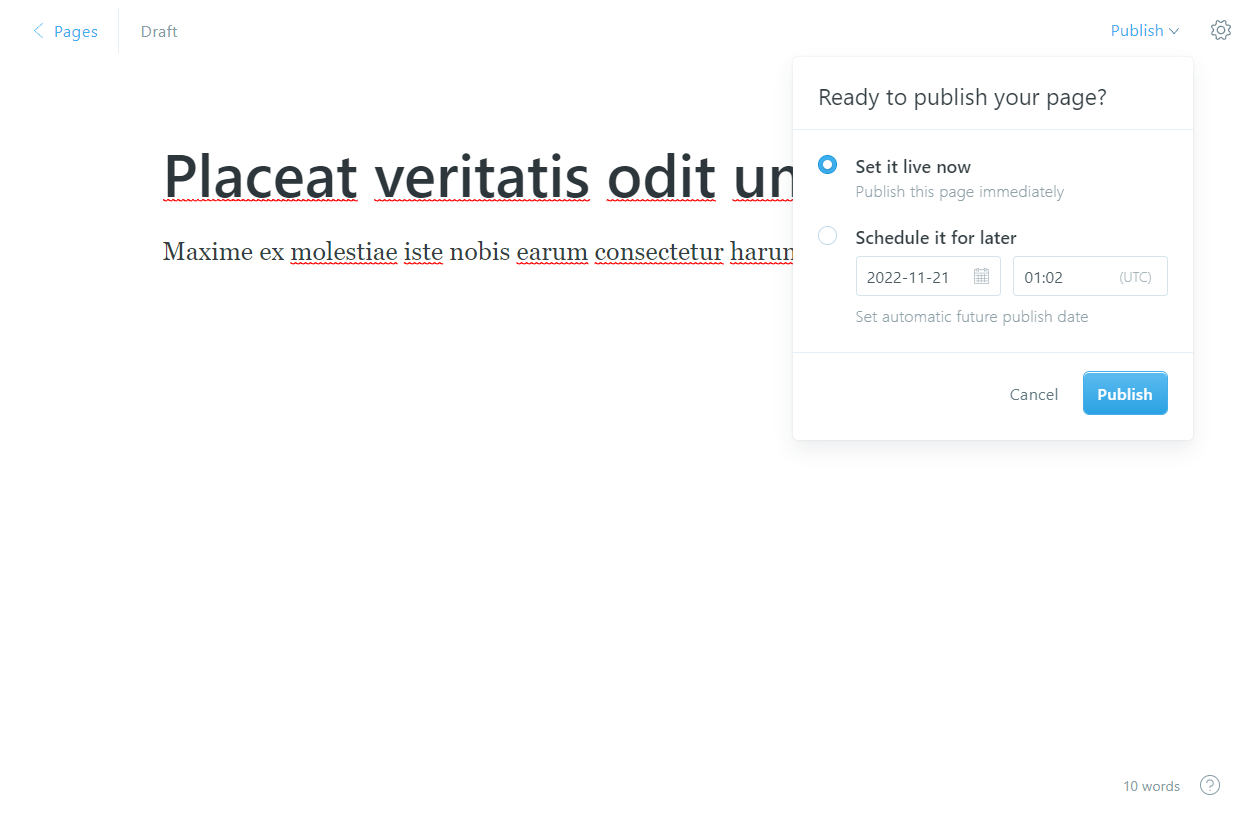 Pages
Draft
Publish
Ready to publish your page?
Placeat veritatis odit
Set it live now
Publish this page immediately
Schedule it for later
Maxime ex molestiae iste nobis earum consectetur
2022-11-21
01:02 (UTC)
Set automatic future publish date
Cancel
Publish
10 words
?